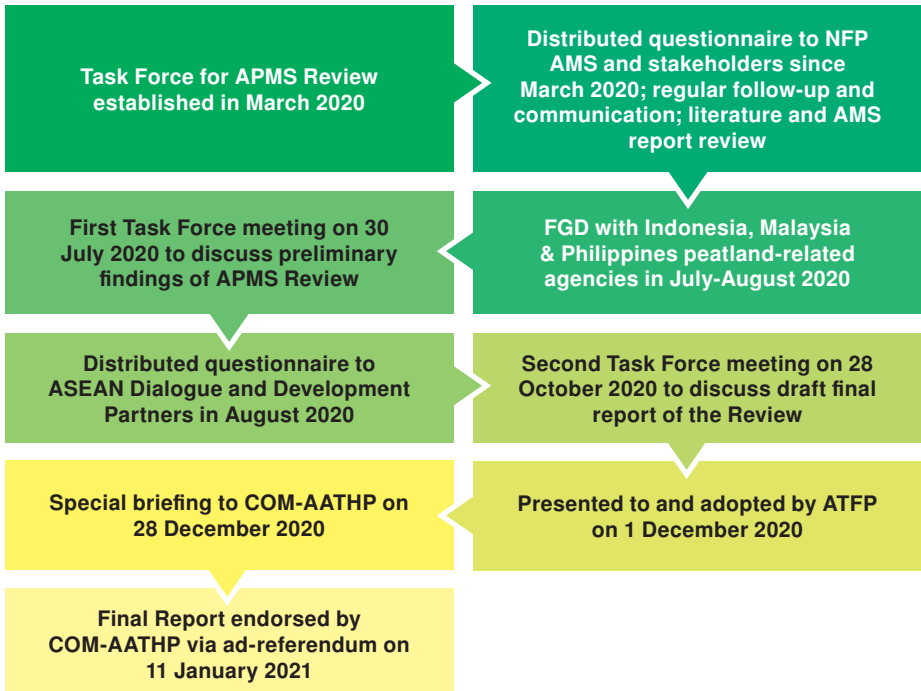 Task Force for APMS Review
established in March 2020
Distributed questionnaire to NFP
AMS and stakeholders since
March 2020; regular follow-up and
communication; literature and AMS
report review
FGD with Indonesia, Malaysia
& Philippines peatland-related
agencies in July-August 2020
First Task Force meeting on 30
July 2020 to discuss preliminary
findings of APMS Review
Distributed questionnaire to
ASEAN Dialogue and Development
Partners in August 2020
Second Task Force meeting on 28
October 2020 to discuss draft final
report of the Review
Presented to and adopted by ATFP
on 1 December 2020
Special briefing to COM-AATHP on
28 December 2020
Final Report endorsed by
COM-AATHP via ad-referendum on
11 January 2021